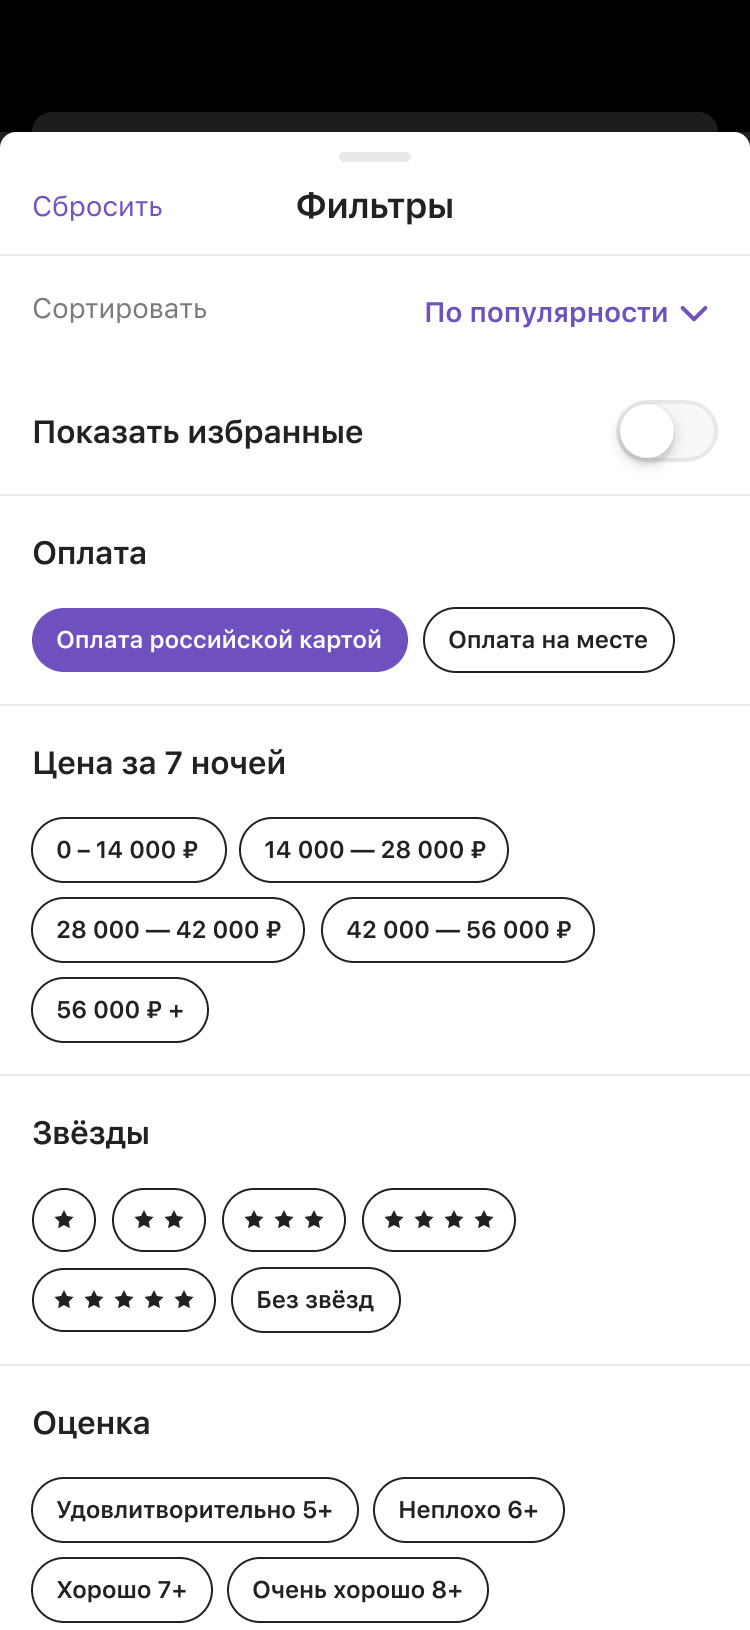 Сбросить Фильтры
Сортировать По популярности
Показать избранные
Оплата
Оплата российской картой Оплата на месте
Цена за 7 ночей
0 – 14 000 ₽ 14 000 — 28 000 ₽
28 000 — 42 000 ₽ 42 000 — 56 000 ₽
56 000 ₽ +
Звёзды
Без звёзд
Оценка
Удовлитворительно 5+ Неплохо 6+
Хорошо 7+ Очень хорошо 8+